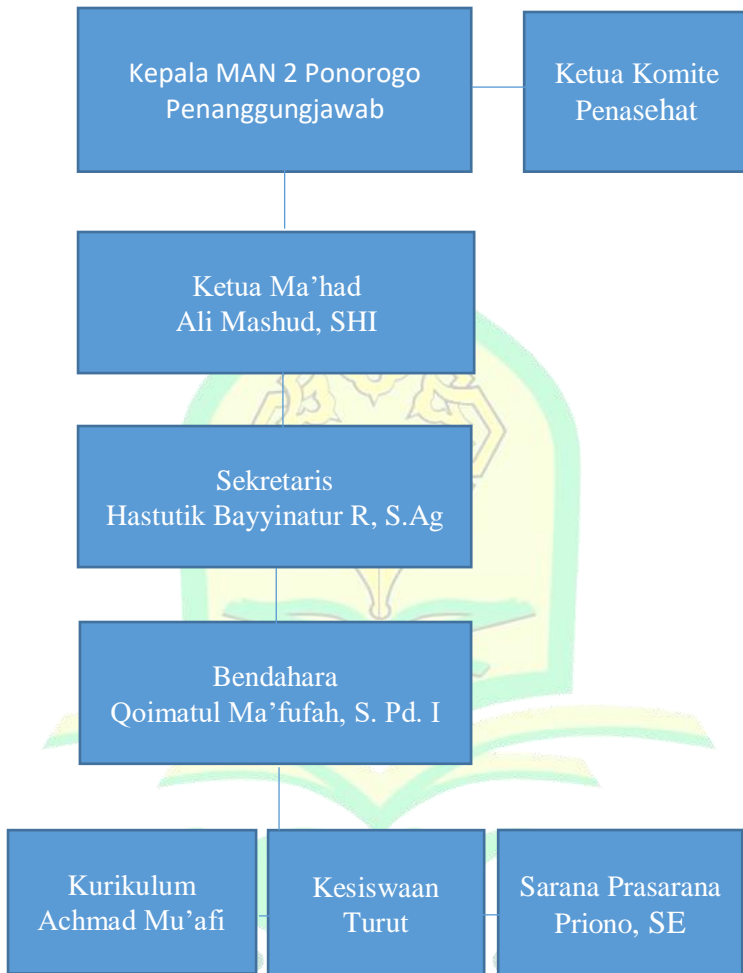 Kepala MAN 2 Ponorogo
Penanggungjawab
Ketua Komite
Penasehat
Ketua Ma’had
Ali Mashud, SHI
Sekretaris
Hastutik Bayyinatur R, S.Ag
Bendahara
Qoimatul Ma’fufah, S. Pd. I
Kurikulum
Achmad Mu’afi
Kesiswaan
Turut
Sarana Prasarana
Priono, SE